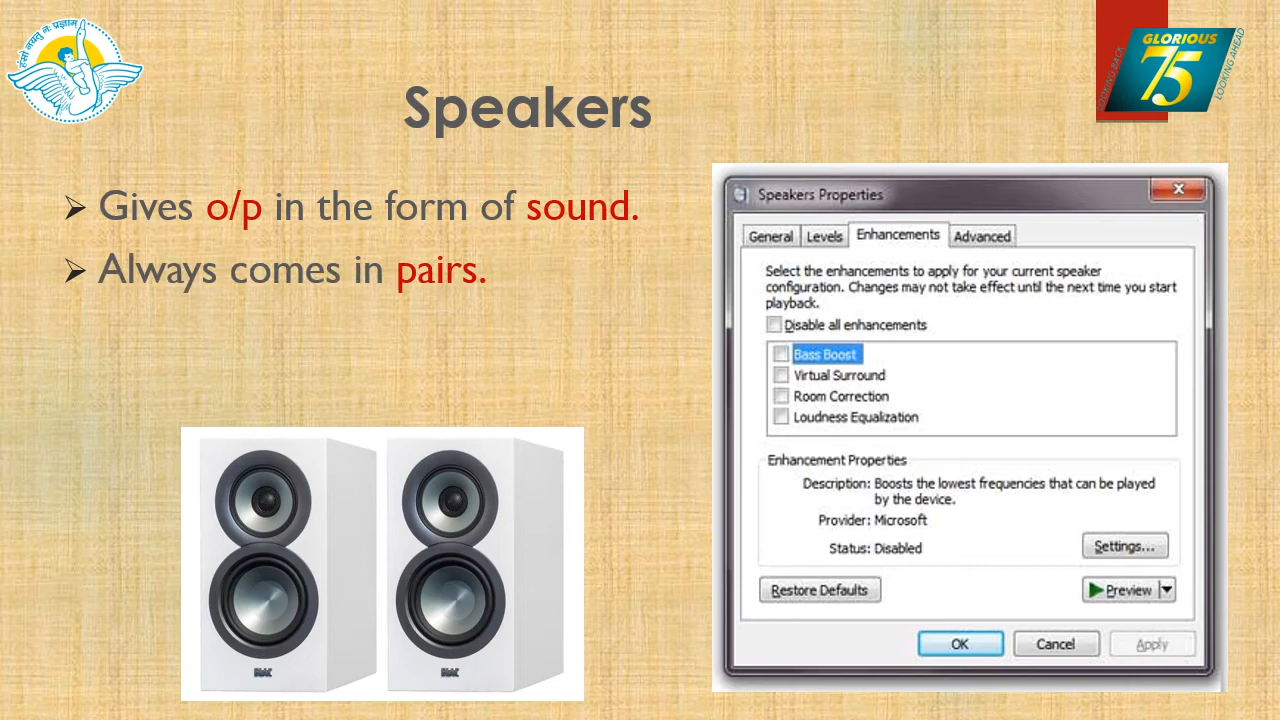 हंसो नयतु नः प्रज्ञाम्
GLORIOUS
75
LOOKING BACK
LOOKING AHEAD
Speakers
➢ Gives o/p in the form of sound.
➢ Always comes in pairs.
Speakers Properties
General Levels Enhancements Advanced
Select the enhancements to apply for your current speaker
configuration. Changes may not take effect until the next time you start
playback.
Disable all enhancements
Bass Boost
Virtual Surround
Room Correction
Loudness Equalization
Enhancement Properties
Description: Boosts the lowest frequencies that can be played
by the device.
Provider: Microsoft
Status: Disabled
Settings...
Restore Defaults
Preview
OK Cancel Apply